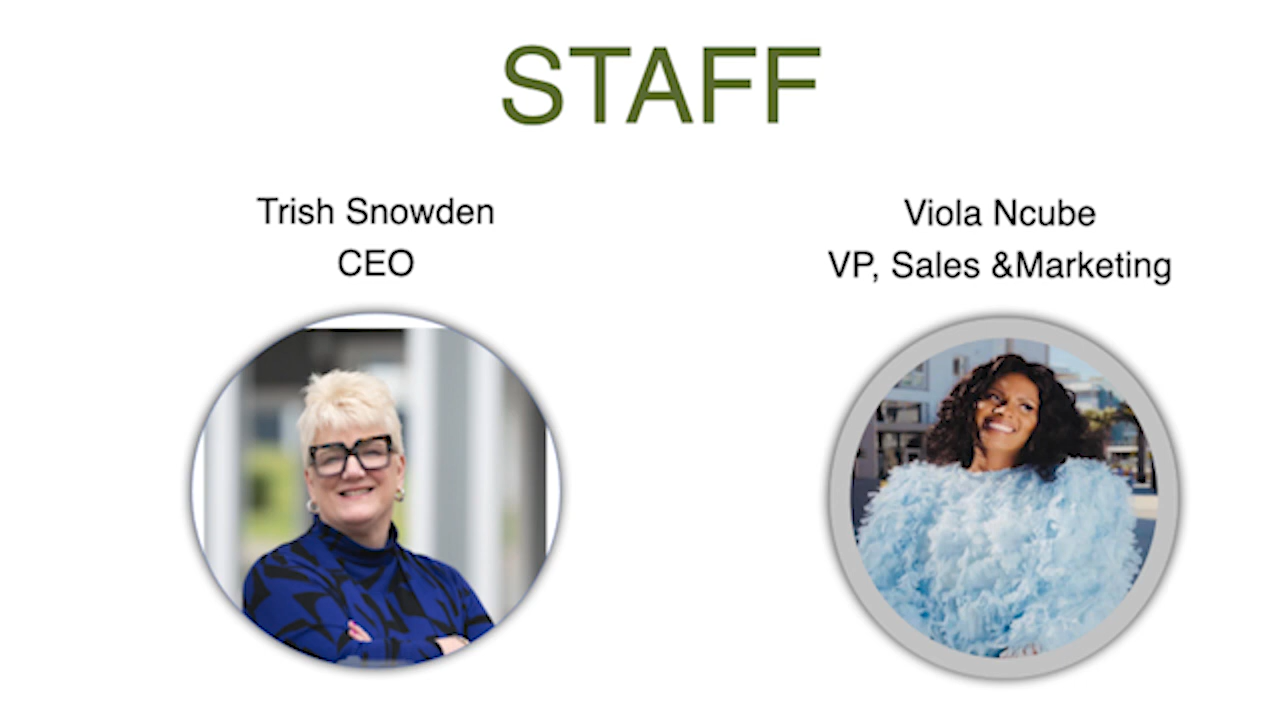 STAFF
Trish Snowden
CEO
Viola Ncube
VP, Sales &Marketing